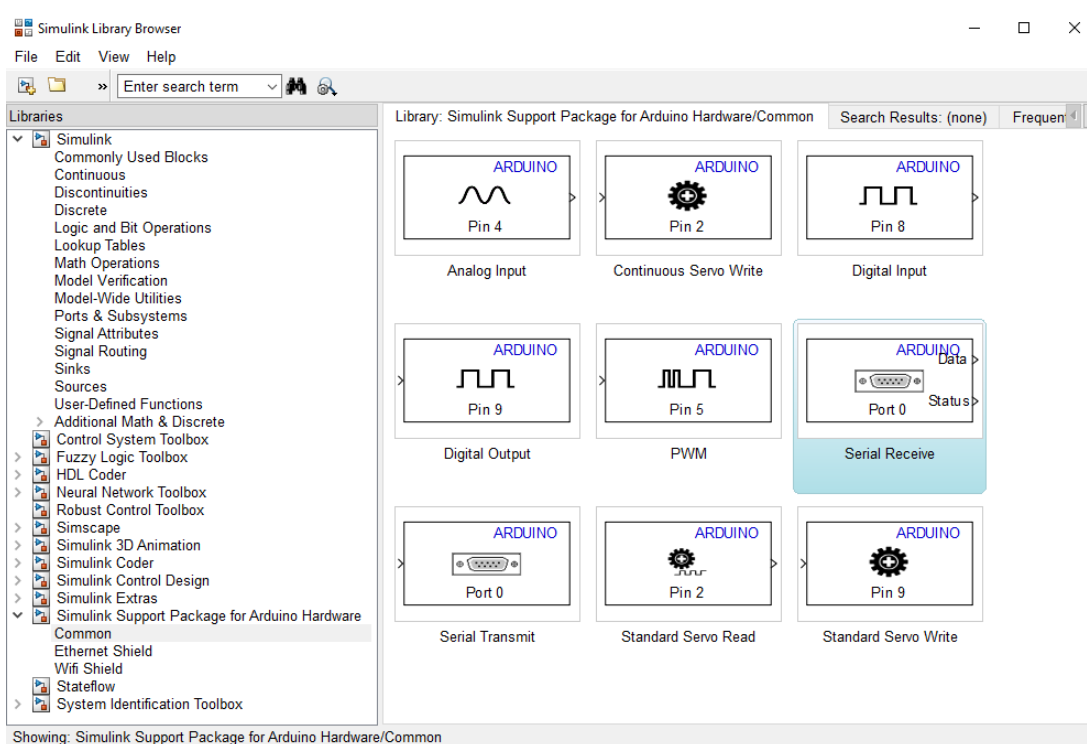 Simulink Library Browser
File Edit View Help
» Enter search term
Libraries
Simulink
Commonly Used Blocks
Continuous
Discontinuities
Discrete
Logic and Bit Operations
Lookup Tables
Math Operations
Model Verification
Model-Wide Utilities
Ports & Subsystems
Signal Attributes
Signal Routing
Sinks
Sources
User-Defined Functions
Additional Math & Discrete
Control System Toolbox
Fuzzy Logic Toolbox
HDL Coder
Neural Network Toolbox
Robust Control Toolbox
Simscape
Simulink 3D Animation
Simulink Coder
Simulink Control Design
Simulink Extras
Simulink Support Package for Arduino Hardware
Common
Ethernet Shield
Wifi Shield
Stateflow
System Identification Toolbox
Library: Simulink Support Package for Arduino Hardware/Common Search Results: (none) Frequen
ARDUINO
Pin 4
Analog Input
ARDUINO
Pin 2
Continuous Servo Write
ARDUINO
Pin 8
Digital Input
ARDUINO
Pin 9
Digital Output
ARDUINO
Pin 5
PWM
ARDUINO
Data
Status
Port 0
Serial Receive
ARDUINO
Port 0
Serial Transmit
ARDUINO
Pin 2
Standard Servo Read
ARDUINO
Pin 9
Standard Servo Write
Showing: Simulink Support Package for Arduino Hardware/Common